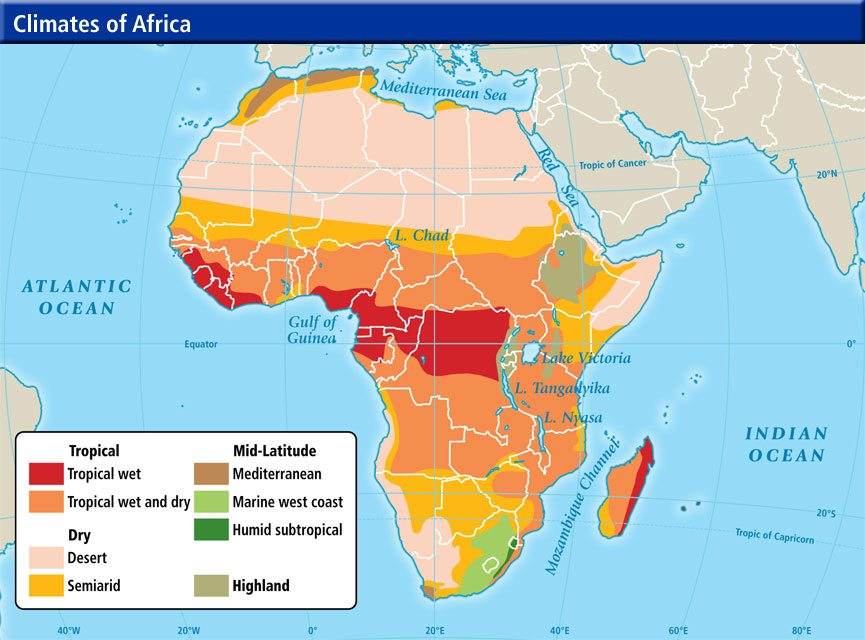 Climates of Africa
Mediterranean Sea
Red
Sea
Tropic of Cancer
20°N
L. Chad
ATLANTIC
OCEAN
Gulf of
Guinea
Equator
0°
Lake Victoria
L. Tanganyika
L. Nyasa
INDIAN
OCEAN
Mozambique Channel
20°S
Tropic of Capricorn
Tropical
Tropical wet
Tropical wet and dry
Dry
Desert
Semiarid
Mid-Latitude
Mediterranean
Marine west coast
Humid subtropical
Highland
40°W
20°W
0°
20°E
40°E
60°E
80°E